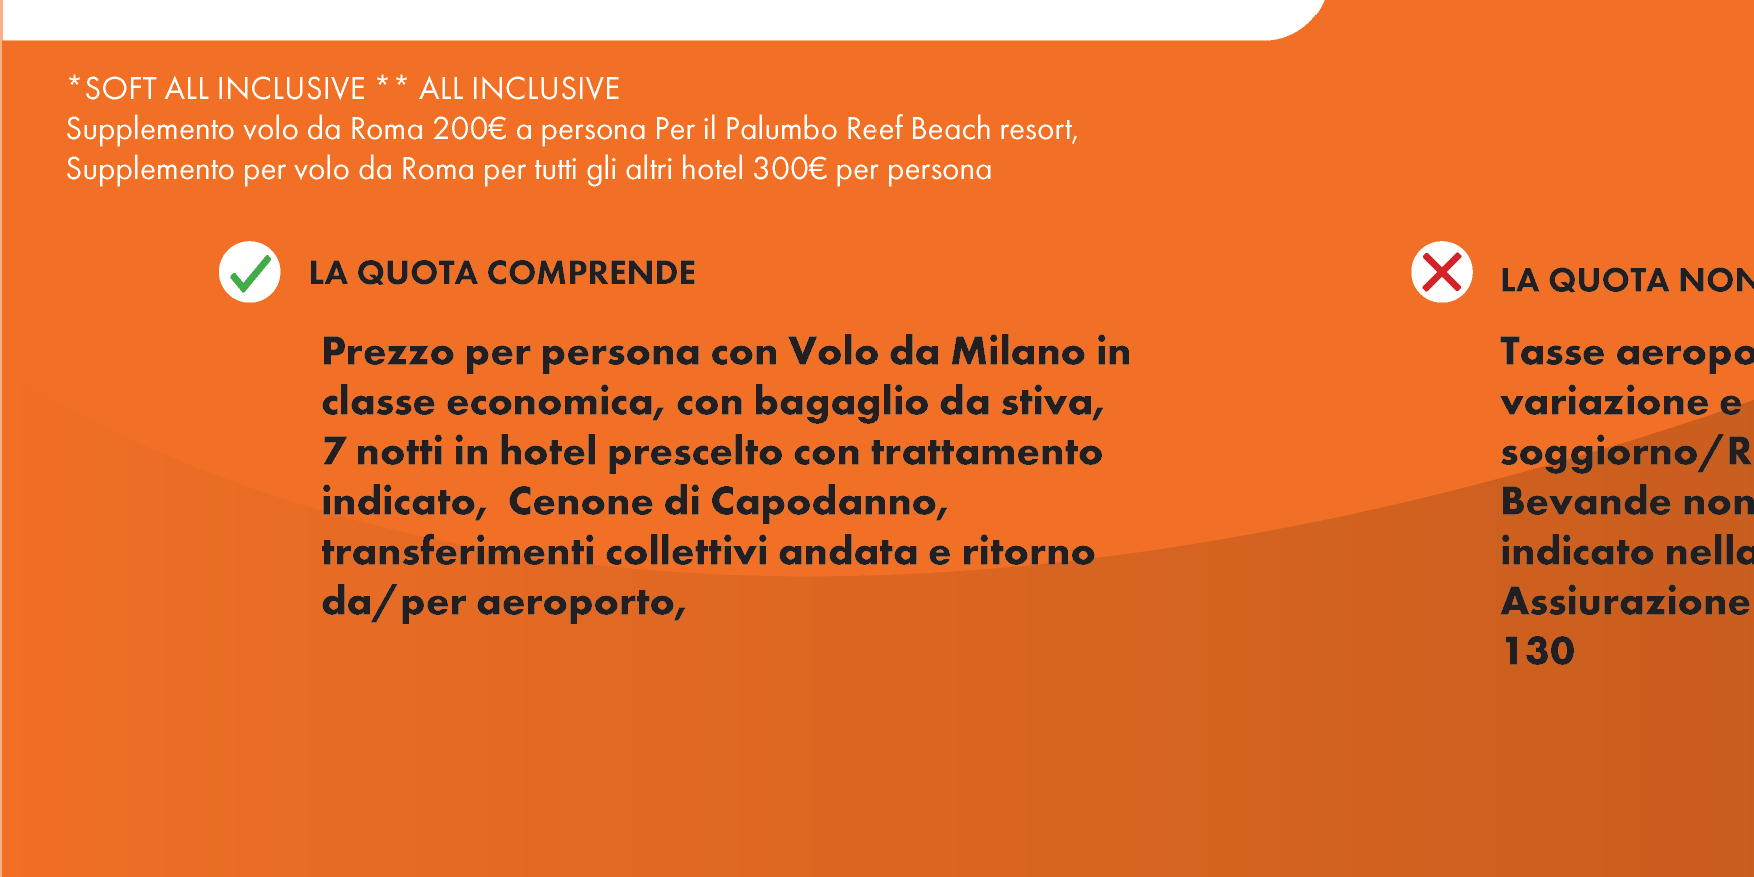 *SOFT ALL INCLUSIVE ** ALL INCLUSIVE
Supplemento volo da Roma 200€ a persona Per il Palumbo Reef Beach resort,
Supplemento per volo da Roma per tutti gli altri hotel 300€ per persona
LA QUOTA COMPRENDE
Prezzo per persona con Volo da Milano in
classe economica, con bagaglio da stiva,
7 notti in hotel prescelto con trattamento
indicato, Cenone di Capodanno,
transferimenti collettivi andata e ritorno
da/per aeroporto,
LA QUOTA NON
Tasse
variazione e
soggiorno/R
Bevande non
indicato nella
Assiurazione
130